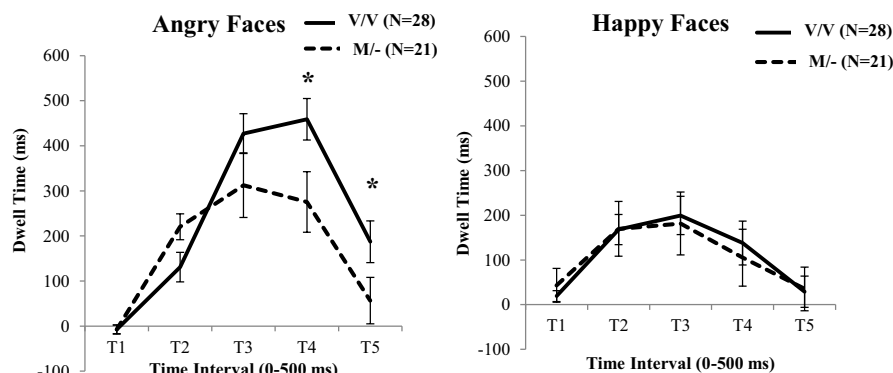 Angry Faces
V/V (N=28)
M/- (N=21)
600
500
400
300
200
100
0
-100
Dwell Time (ms)
*
*
T1 T2 T3 T4 T5
Time Interval (0-500 ms)
Happy Faces
V/V (N=28)
M/- (N=21)
600
500
400
300
200
100
0
-100
Dwell Time (ms)
T1 T2 T3 T4 T5
Time Interval (0-500 ms)